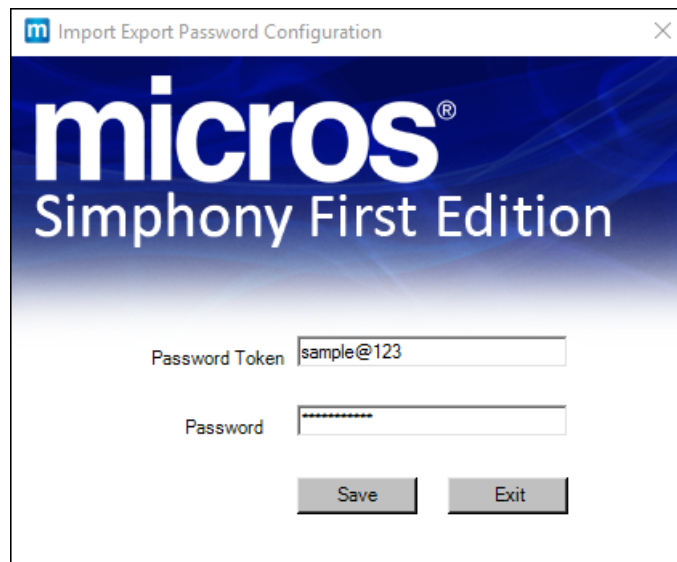 m Import Export Password Configuration
micros®
Simphony First Edition
Password Token sample@123
Password ***********
Save Exit